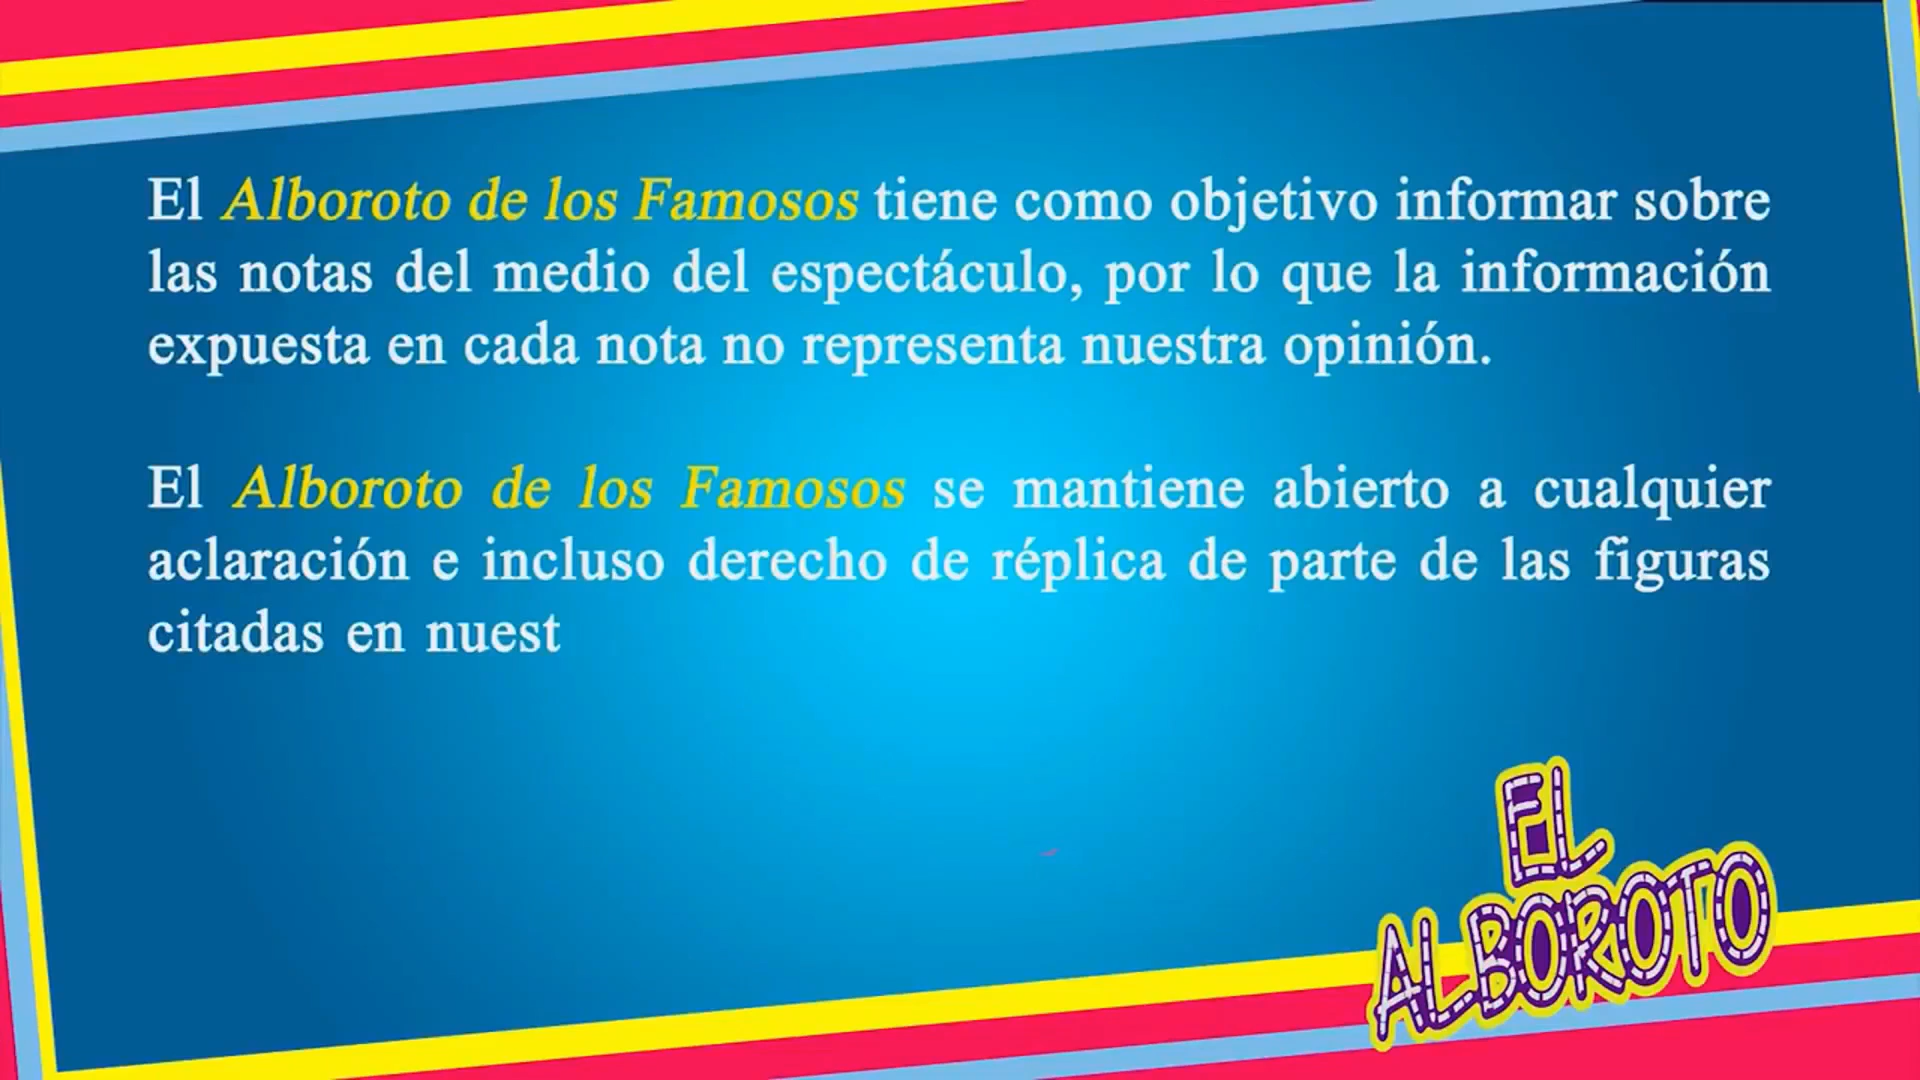 El Alboroto de los Famosos tiene como objetivo informar sobre
las notas del medio del espectáculo, por lo que la información
expuesta en cada nota no representa nuestra opinión.
El Alboroto de los Famosos se mantiene abierto a cualquier
aclaración e incluso derecho de réplica de parte de las figuras
citadas en nuest
EL
ALBOROTO